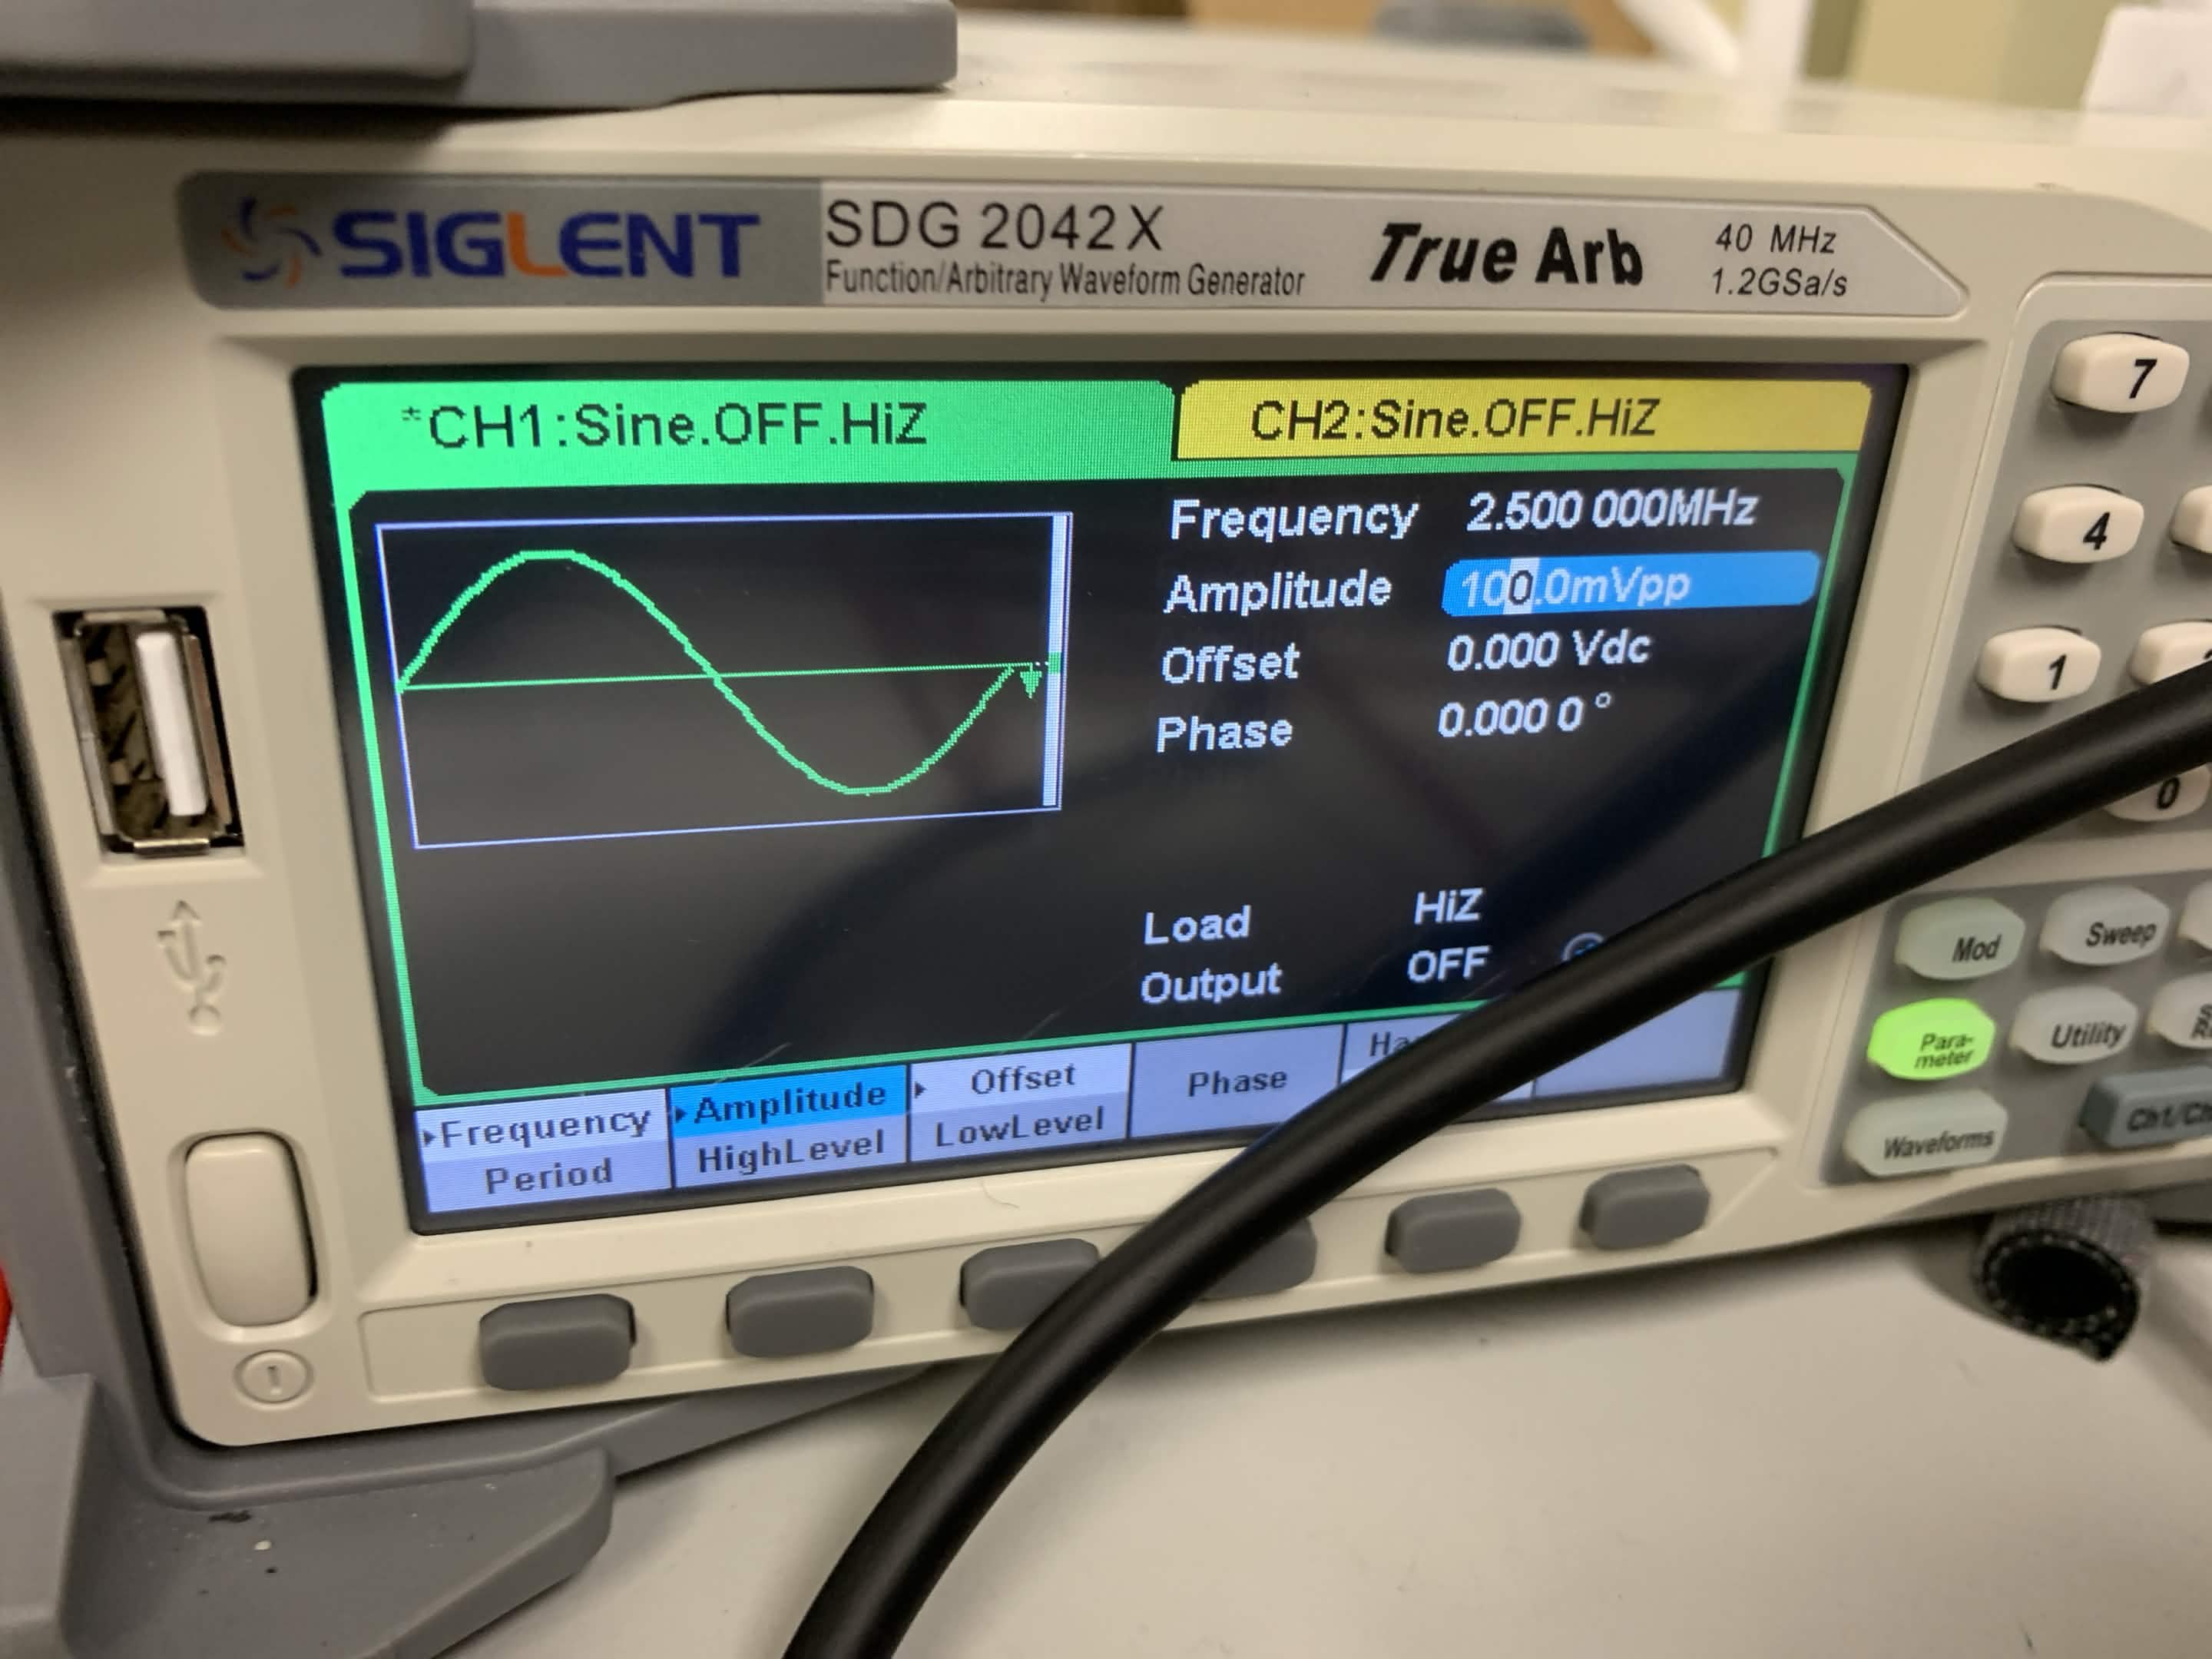 SIGLENT
SDG 2042X
Function/Arbitrary Waveform Generator
True Arb
40 MHz
1.2GSa/s
*CH1:Sine.OFF.HiZ
CH2:Sine.OFF.HiZ
Frequency 2.500 000MHz
Amplitude 100.0mVpp
Offset 0.000 Vdc
Phase 0.000 0 °
Load HiZ
Output OFF
Frequency
Period
Amplitude
HighLevel
Offset
LowLevel
Phase
7
4
1
0
Mod
Sweep
Para-
meter
Utility
Waveforms